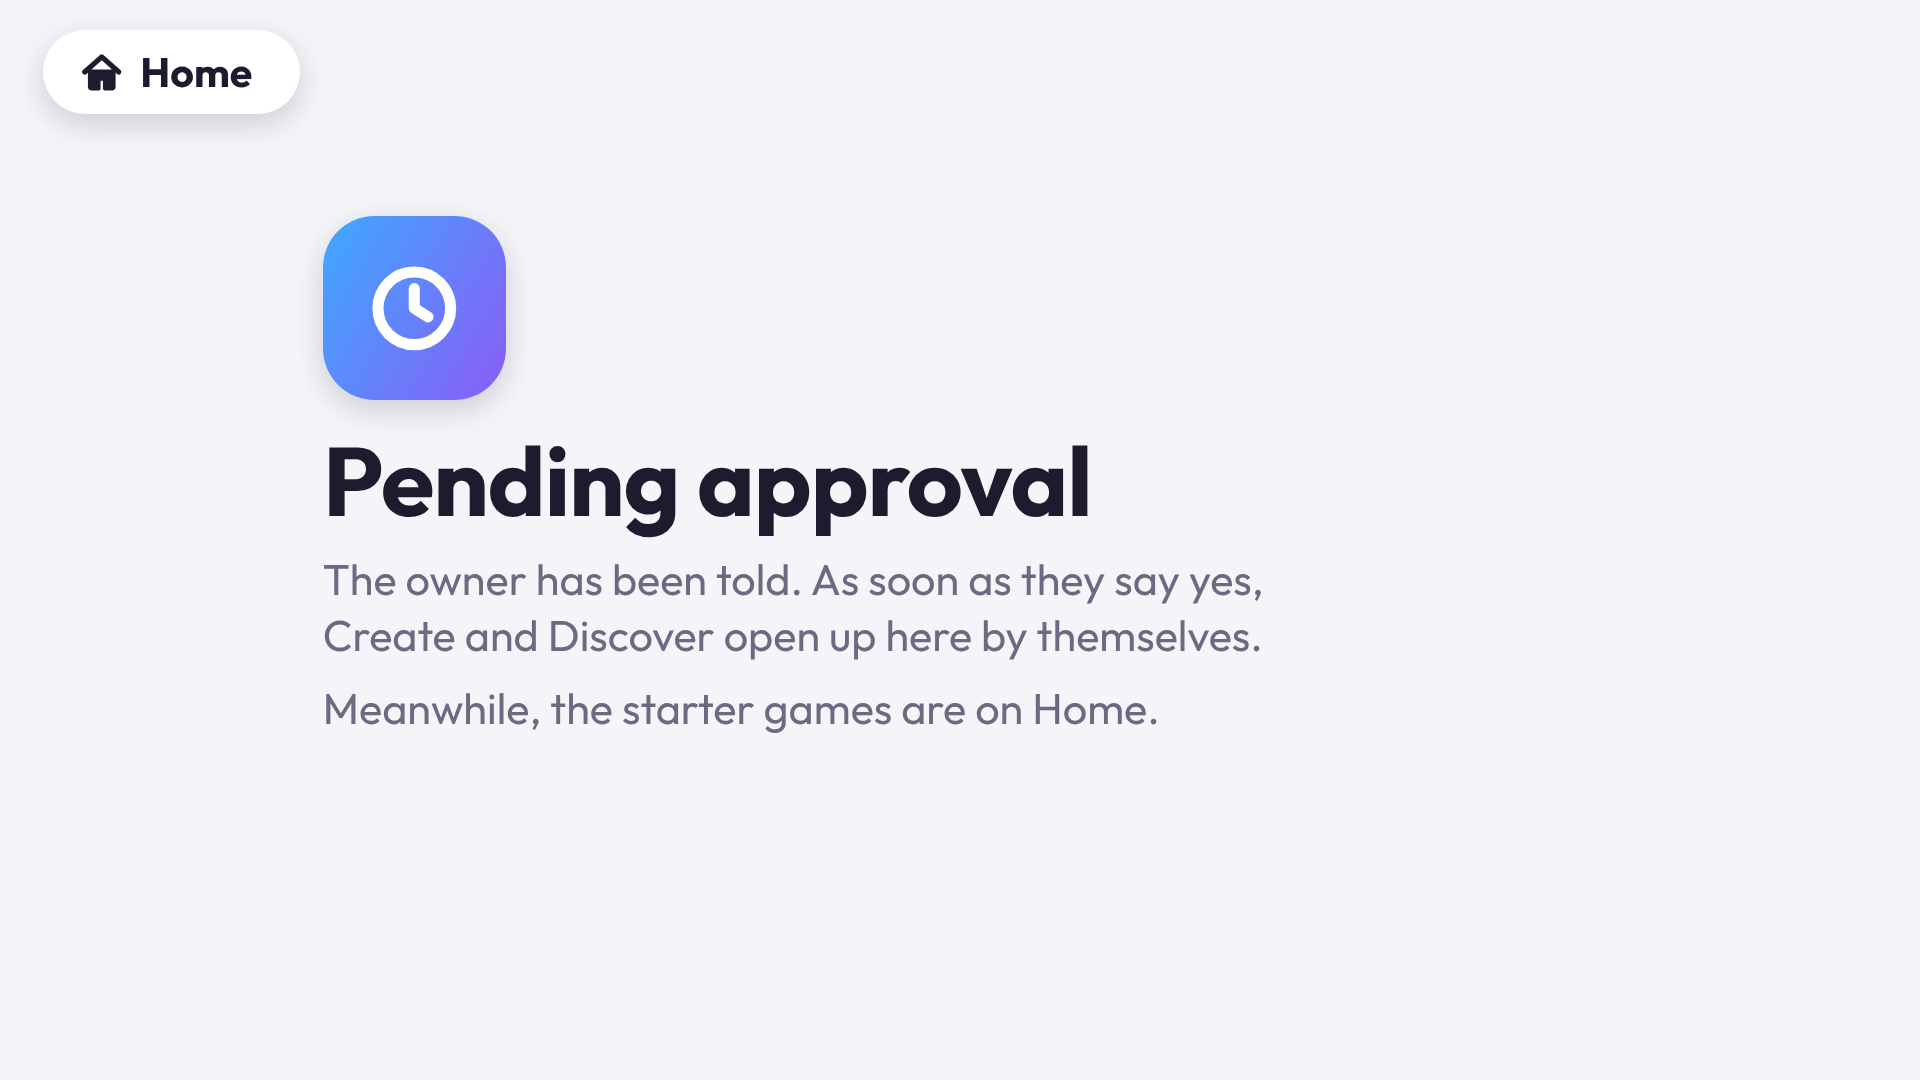 Home
Pending approval
The owner has been told. As soon as they say yes,
Create and Discover open up here by themselves.
Meanwhile, the starter games are on Home.